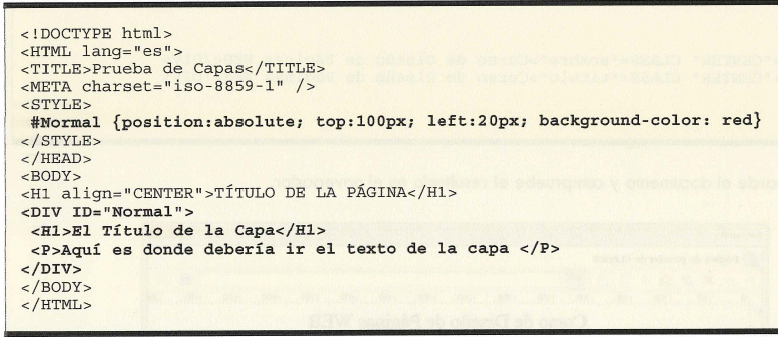 <!DOCTYPE html>
<HTML lang="es">
<TITLE>Prueba de Capas</TITLE>
<META charset="iso-8859-1" />
<STYLE>
#Normal {position:absolute; top:100px; left:20px; background-color: red}
</STYLE>
</HEAD>
<BODY>
<H1 align="CENTER">TÍTULO DE LA PÁGINA</H1>
<DIV ID="Normal">
<H1>El Título de la Capa</H1>
<P>Aquí es donde debería ir el texto de la capa </P>
</DIV>
</BODY>
</HTML>